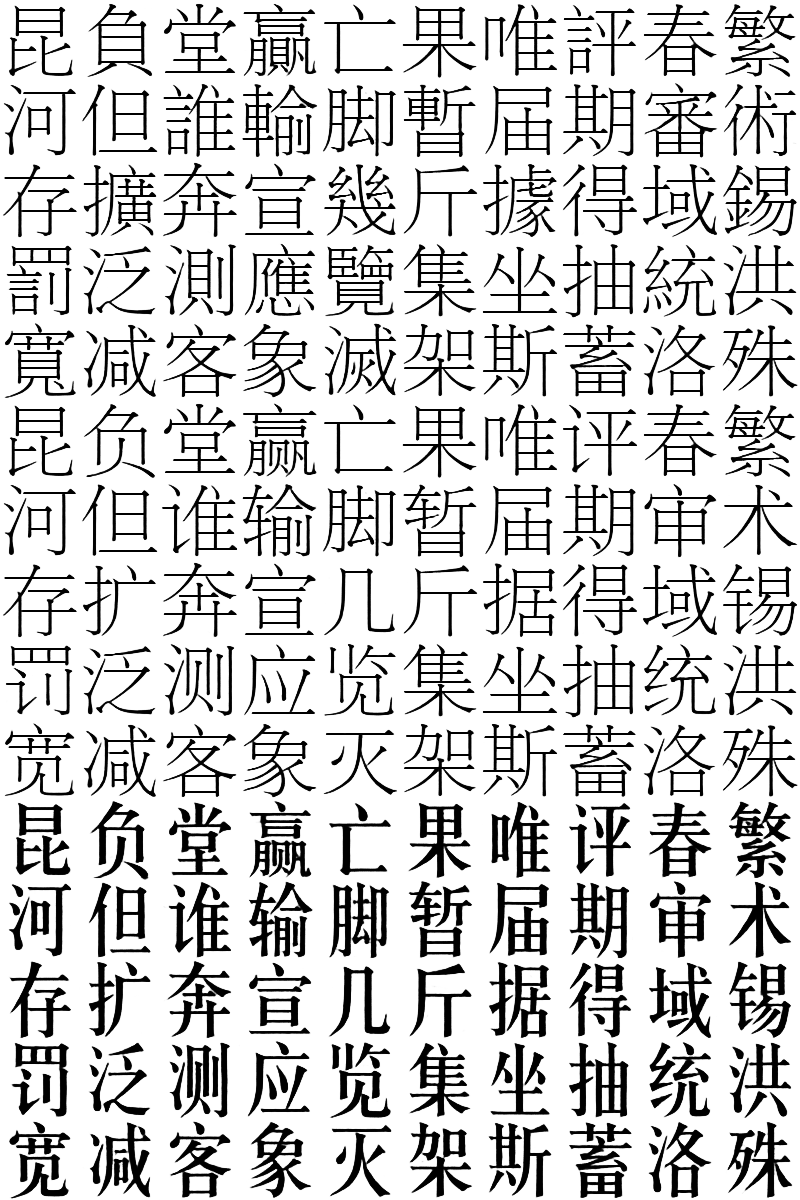 昆負堂贏亡果唯評春繁
河但誰輸脚暫届期審術
存擴奔宣幾斤據得域錫
罰泛測應覽集坐抽統洪
寬减客象滅架斯蓄洛殊
昆负堂赢亡果唯评春繁
河但谁输脚暂届期审术
存扩奔宣几斤据得域锡
罚泛测应览集坐抽统洪
宽减客象灭架斯蓄洛殊
昆负堂赢亡果唯评春繁
河但谁输脚暂届期审术
存扩奔宣几斤据得域锡
罚泛测应览集坐抽统洪
宽减客象灭架斯蓄洛殊